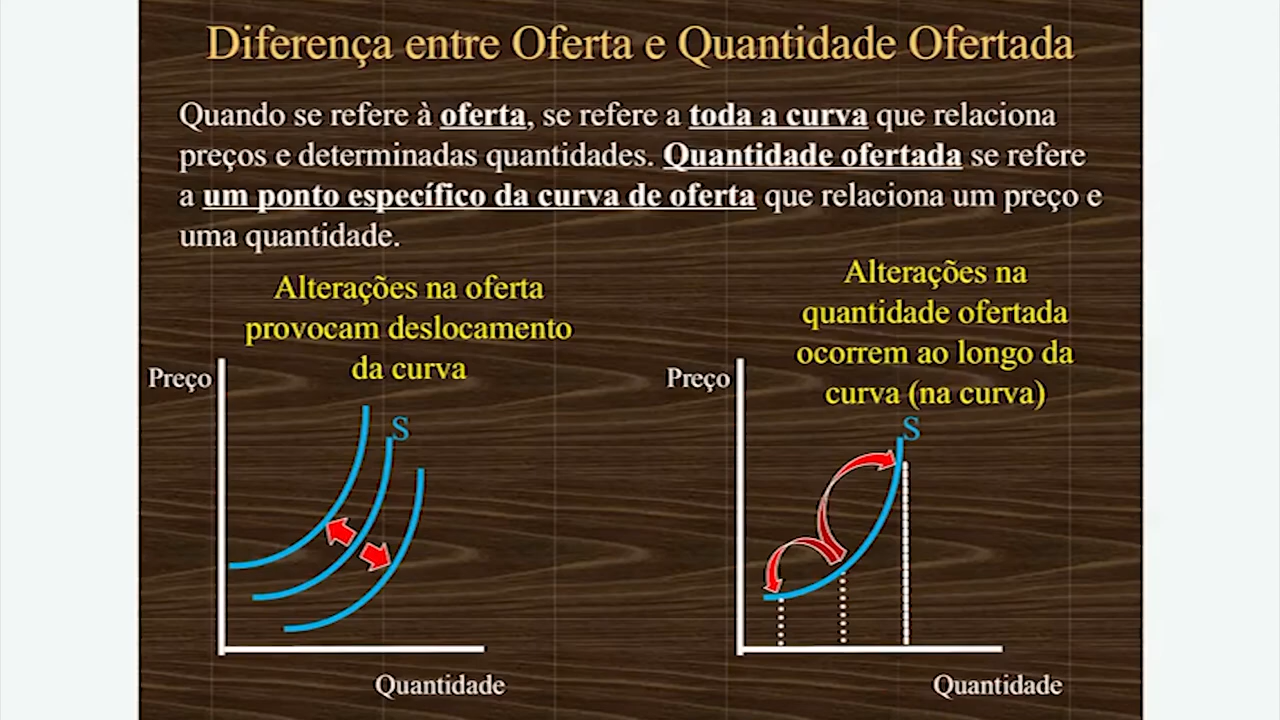 Diferença entre Oferta e Quantidade Ofertada
Quando se refere à oferta, se refere a toda a curva que relaciona
preços e determinadas quantidades. Quantidade ofertada se refere
a um ponto específico da curva de oferta que relaciona um preço e
uma quantidade.
Alterações na oferta
provocam deslocamento
da curva
Preço
S
Quantidade
Alterações na
quantidade ofertada
ocorrem ao longo da
curva (na curva)
Preço
S
Quantidade